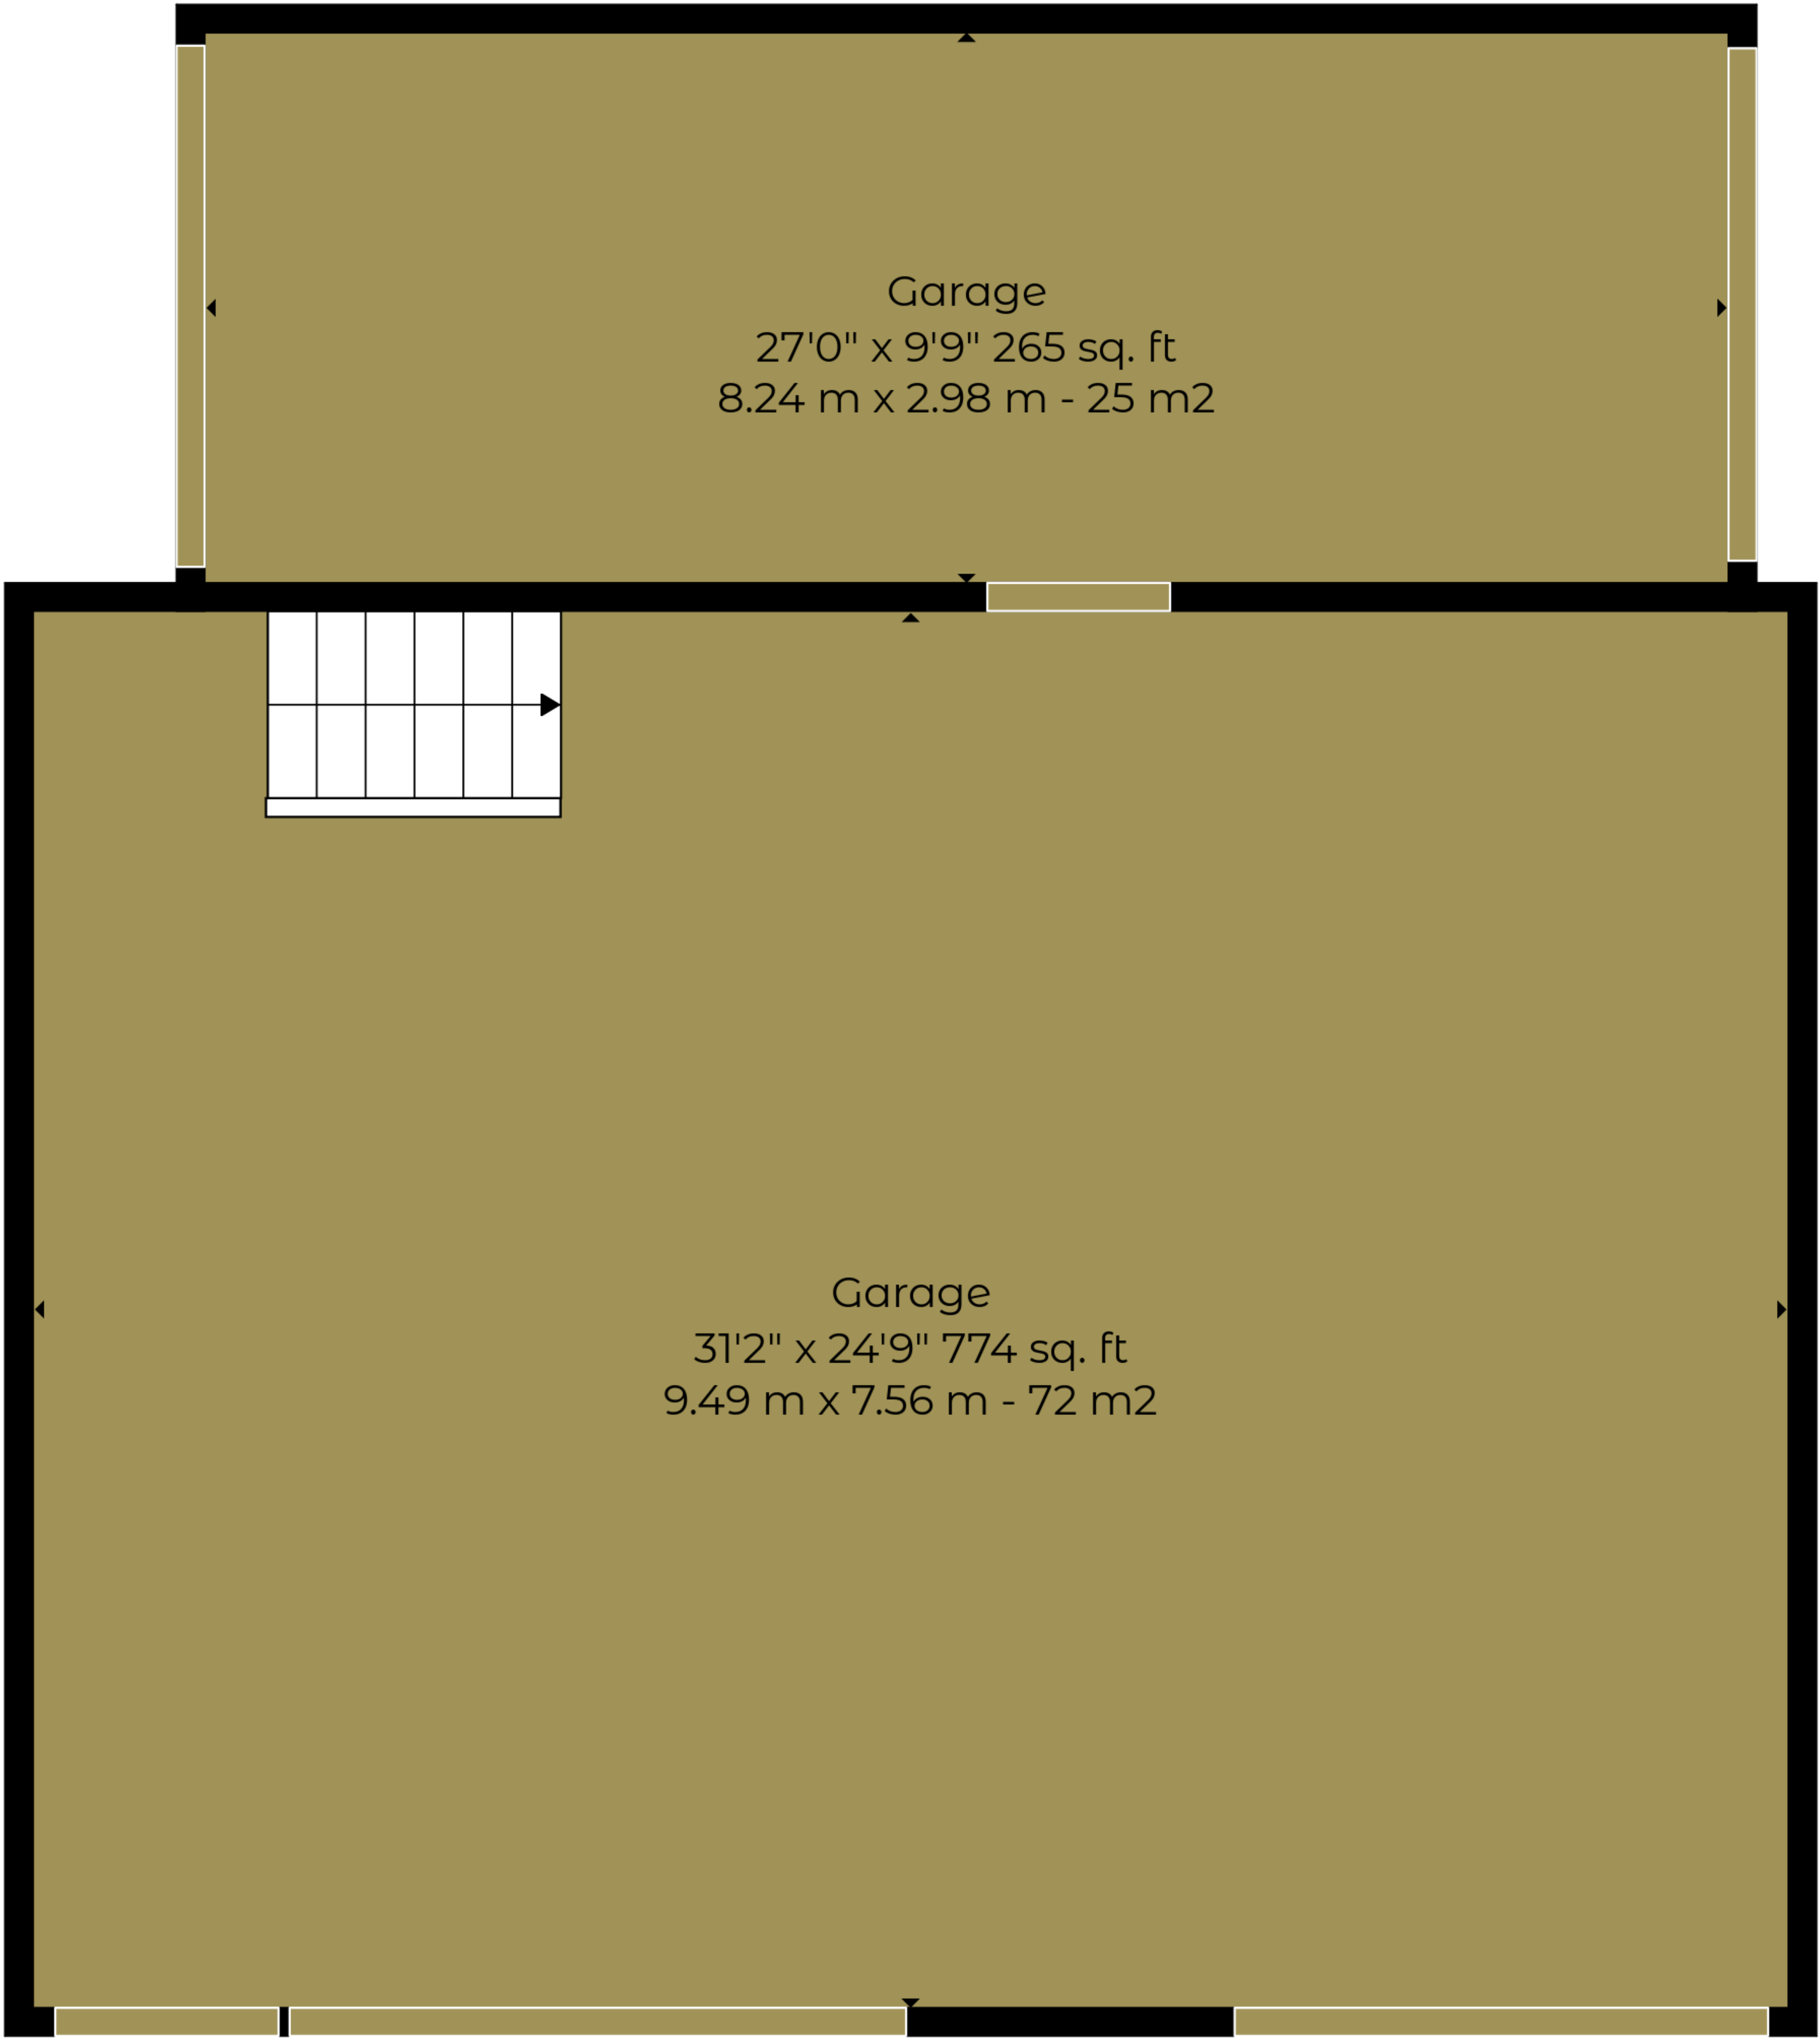 Garage
27'0" x 9'9" 265 sq. ft
8.24 m x 2.98 m - 25 m2
Garage
31'2" x 24'9" 774 sq. ft
9.49 m x 7.56 m - 72 m2